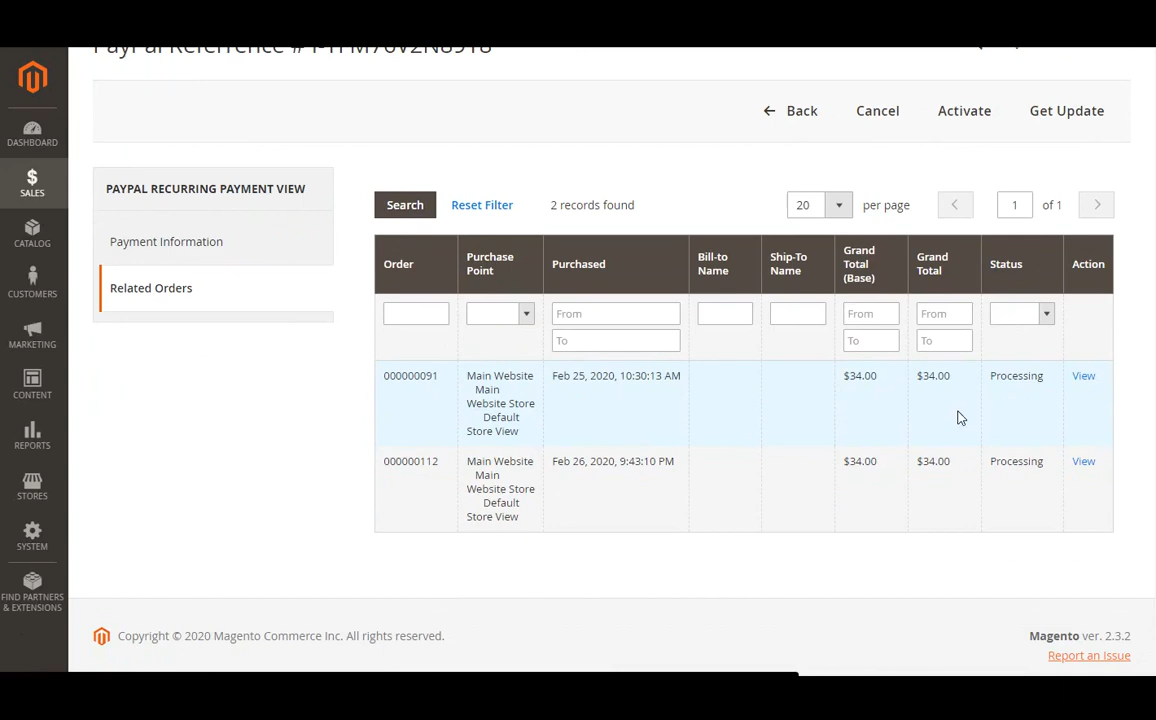 Back
Cancel
Activate
Get Update
DASHBOARD
SALES
CATALOG
CUSTOMERS
MARKETING
CONTENT
REPORTS
STORES
SYSTEM
FIND PARTNERS
& EXTENSIONS
PAYPAL RECURRING PAYMENT VIEW
Payment Information
Related Orders
Search
Reset Filter
2 records found
20
per page
1
of 1
Order
Purchase
Point
Purchased
Bill-to
Name
Ship-To
Name
Grand
Total
(Base)
Grand
Total
Status
Action
From
To
From
To
From
To
000000091
Main Website
Main
Website Store
Default
Store View
Feb 25, 2020, 10:30:13 AM
$34.00
$34.00
Processing
View
000000112
Main Website
Main
Website Store
Default
Store View
Feb 26, 2020, 9:43:10 PM
$34.00
$34.00
Processing
View
Copyright © 2020 Magento Commerce Inc. All rights reserved.
Magento ver. 2.3.2
Report an Issue